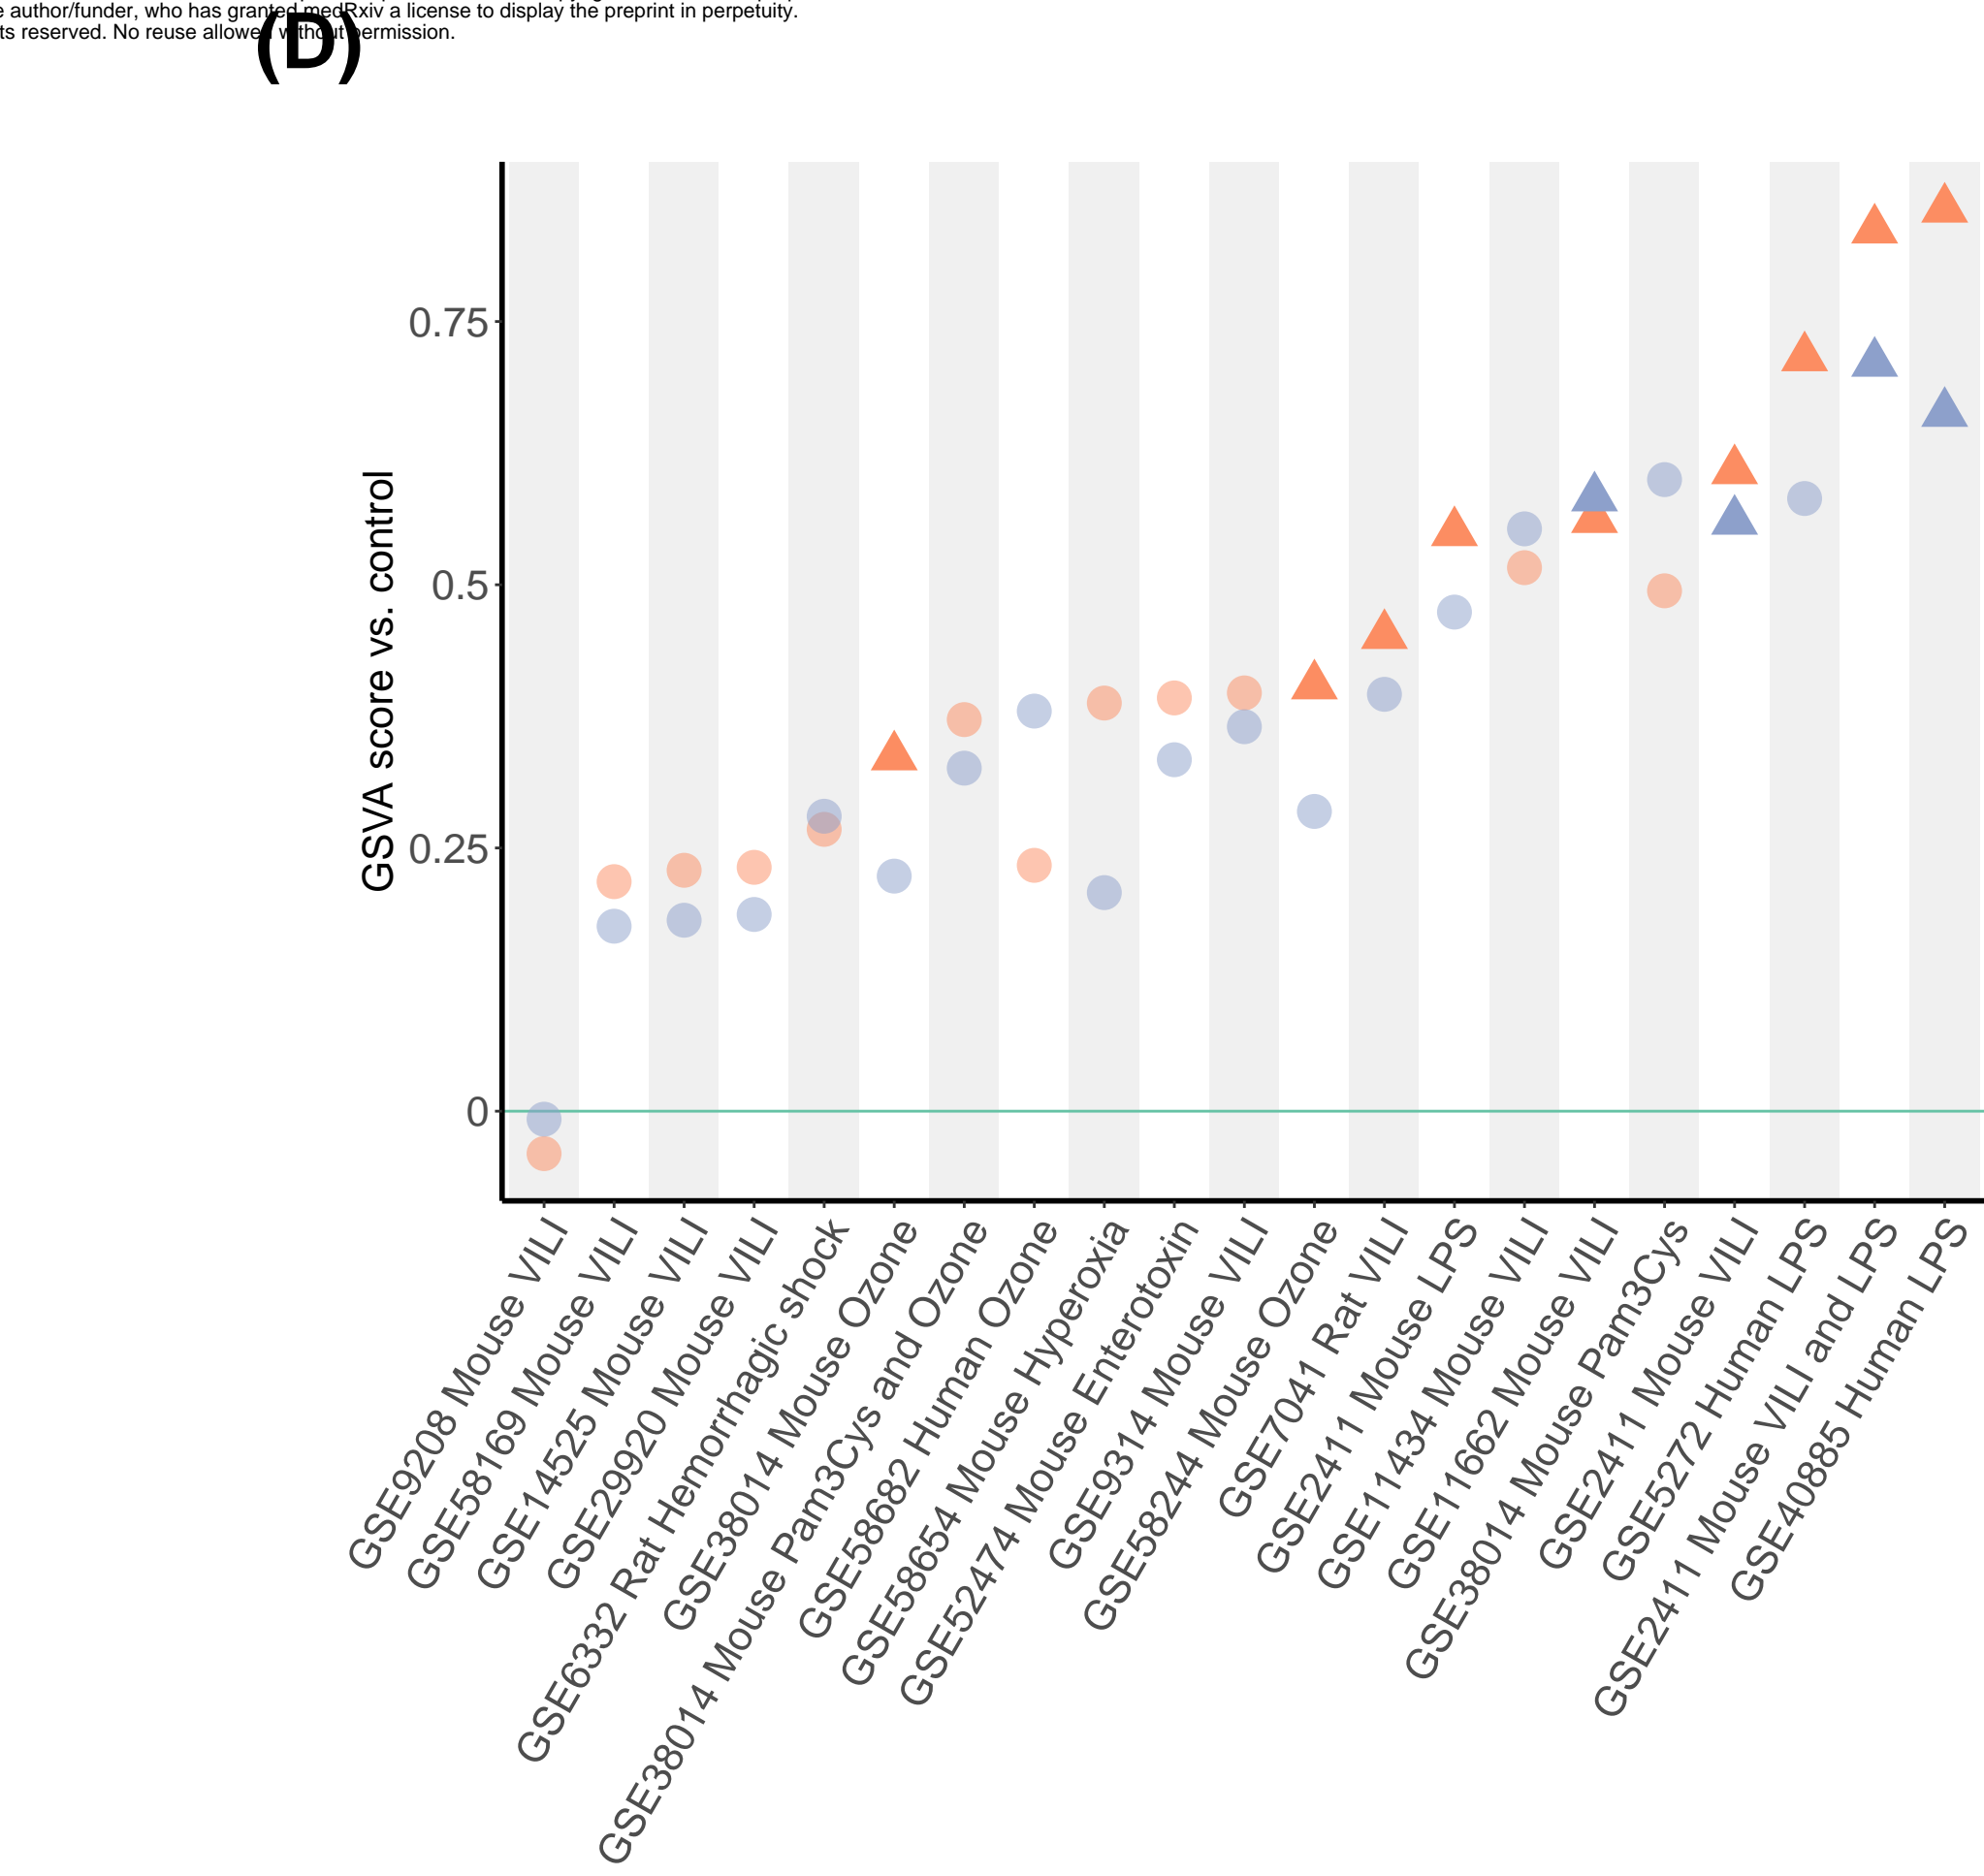 e author/funder, who has granted medRxiv a license to display the preprint in perpetuity.
ts reserved. No reuse allowed without permission.
(D)
GSVA score vs. control
0.75
0.5
0.25
0
GSE9208 Mouse VILI
GSE58169 Mouse VILI
GSE14525 Mouse VILI
GSE29920 Mouse VILI
GSE6332 Rat Hemorrhagic shock
GSE38014 Mouse Ozone
GSE38014 Mouse Pam3Cys and Ozone
GSE58682 Human Ozone
GSE58654 Mouse Hyperoxia
GSE52474 Mouse Enterotoxin
GSE9314 Mouse VILI
GSE58244 Mouse Ozone
GSE7041 Rat VILI
GSE2411 Mouse LPS
GSE11434 Mouse VILI
GSE11662 Mouse VILI
GSE38014 Mouse Pam3Cys
GSE2411 Mouse VILI
GSE5272 Human LPS
GSE2411 Mouse VILI and LPS
GSE40885 Human LPS